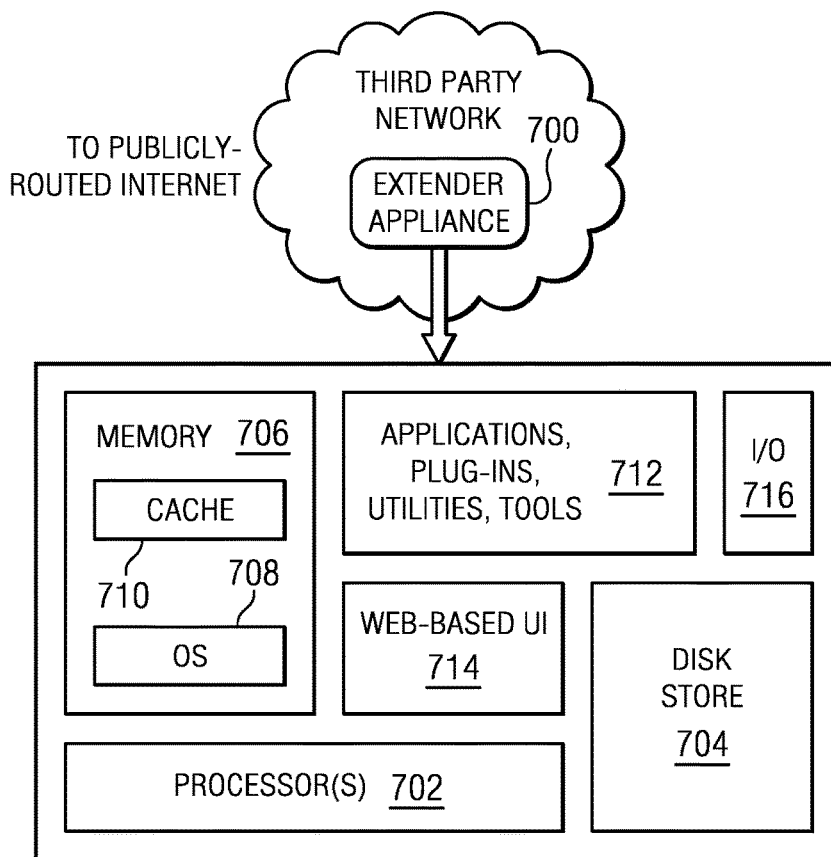 THIRD PARTY
NETWORK
700
TO PUBLICLY-
ROUTED INTERNET
EXTENDER
APPLIANCE
MEMORY 706
CACHE
710
708
OS
APPLICATIONS,
PLUG-INS,
UTILITIES, TOOLS
712
I/O
716
WEB-BASED UI
714
DISK
STORE
704
PROCESSOR(S) 702